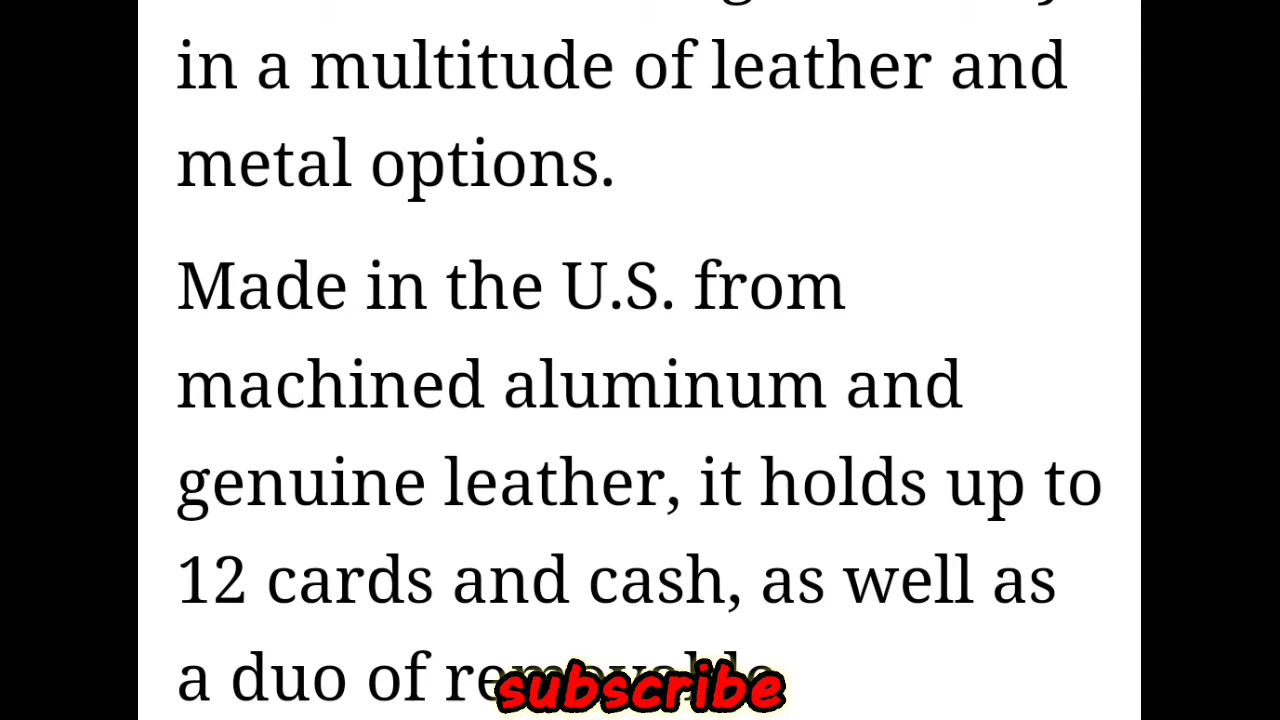 in a multitude of leather and
metal options.
Made in the U.S. from
machined aluminum and
genuine leather, it holds up to
12 cards and cash, as well as
a duo of removable
subscribe